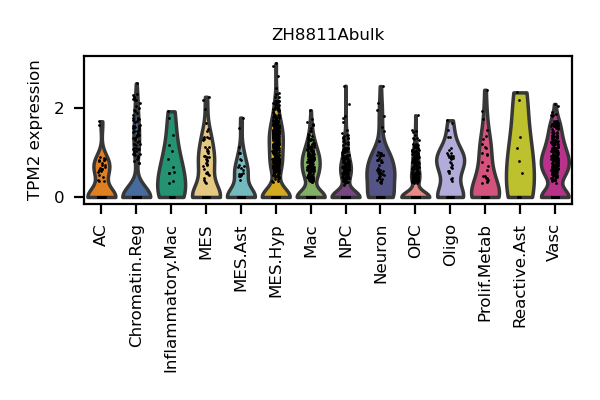 ZH8811Abulk
TPM2 expression
2
0
AC
Chromatin.Reg
Inflammatory.Mac
MES
MES.Ast
MES.Hyp
Mac
NPC
Neuron
OPC
Oligo
Prolif.Metab
Reactive.Ast
Vasc